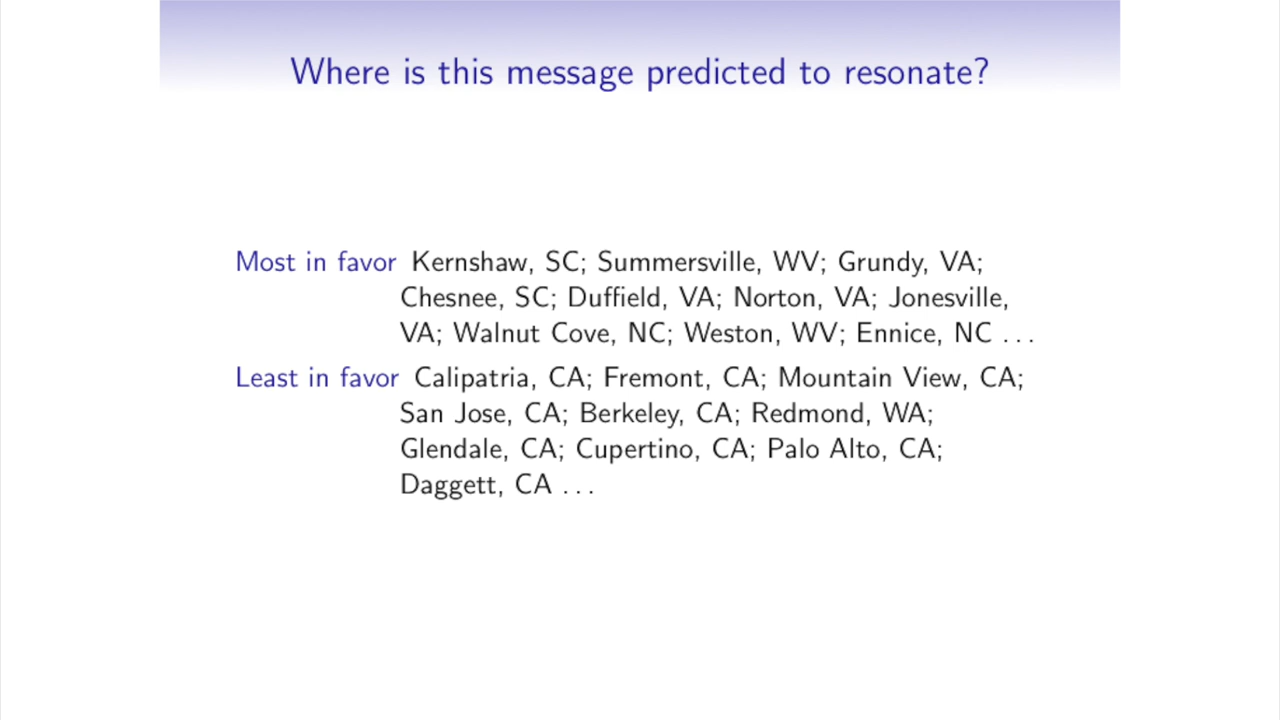 Where is this message predicted to resonate?
Most in favor Kernshaw, SC; Summersville, WV; Grundy, VA;
Chesnee, SC; Duffield, VA; Norton, VA; Jonesville,
VA; Walnut Cove, NC; Weston, WV; Ennice, NC ...
Least in favor Calipatria, CA; Fremont, CA; Mountain View, CA;
San Jose, CA; Berkeley, CA; Redmond, WA;
Glendale, CA; Cupertino, CA; Palo Alto, CA;
Daggett, CA ...